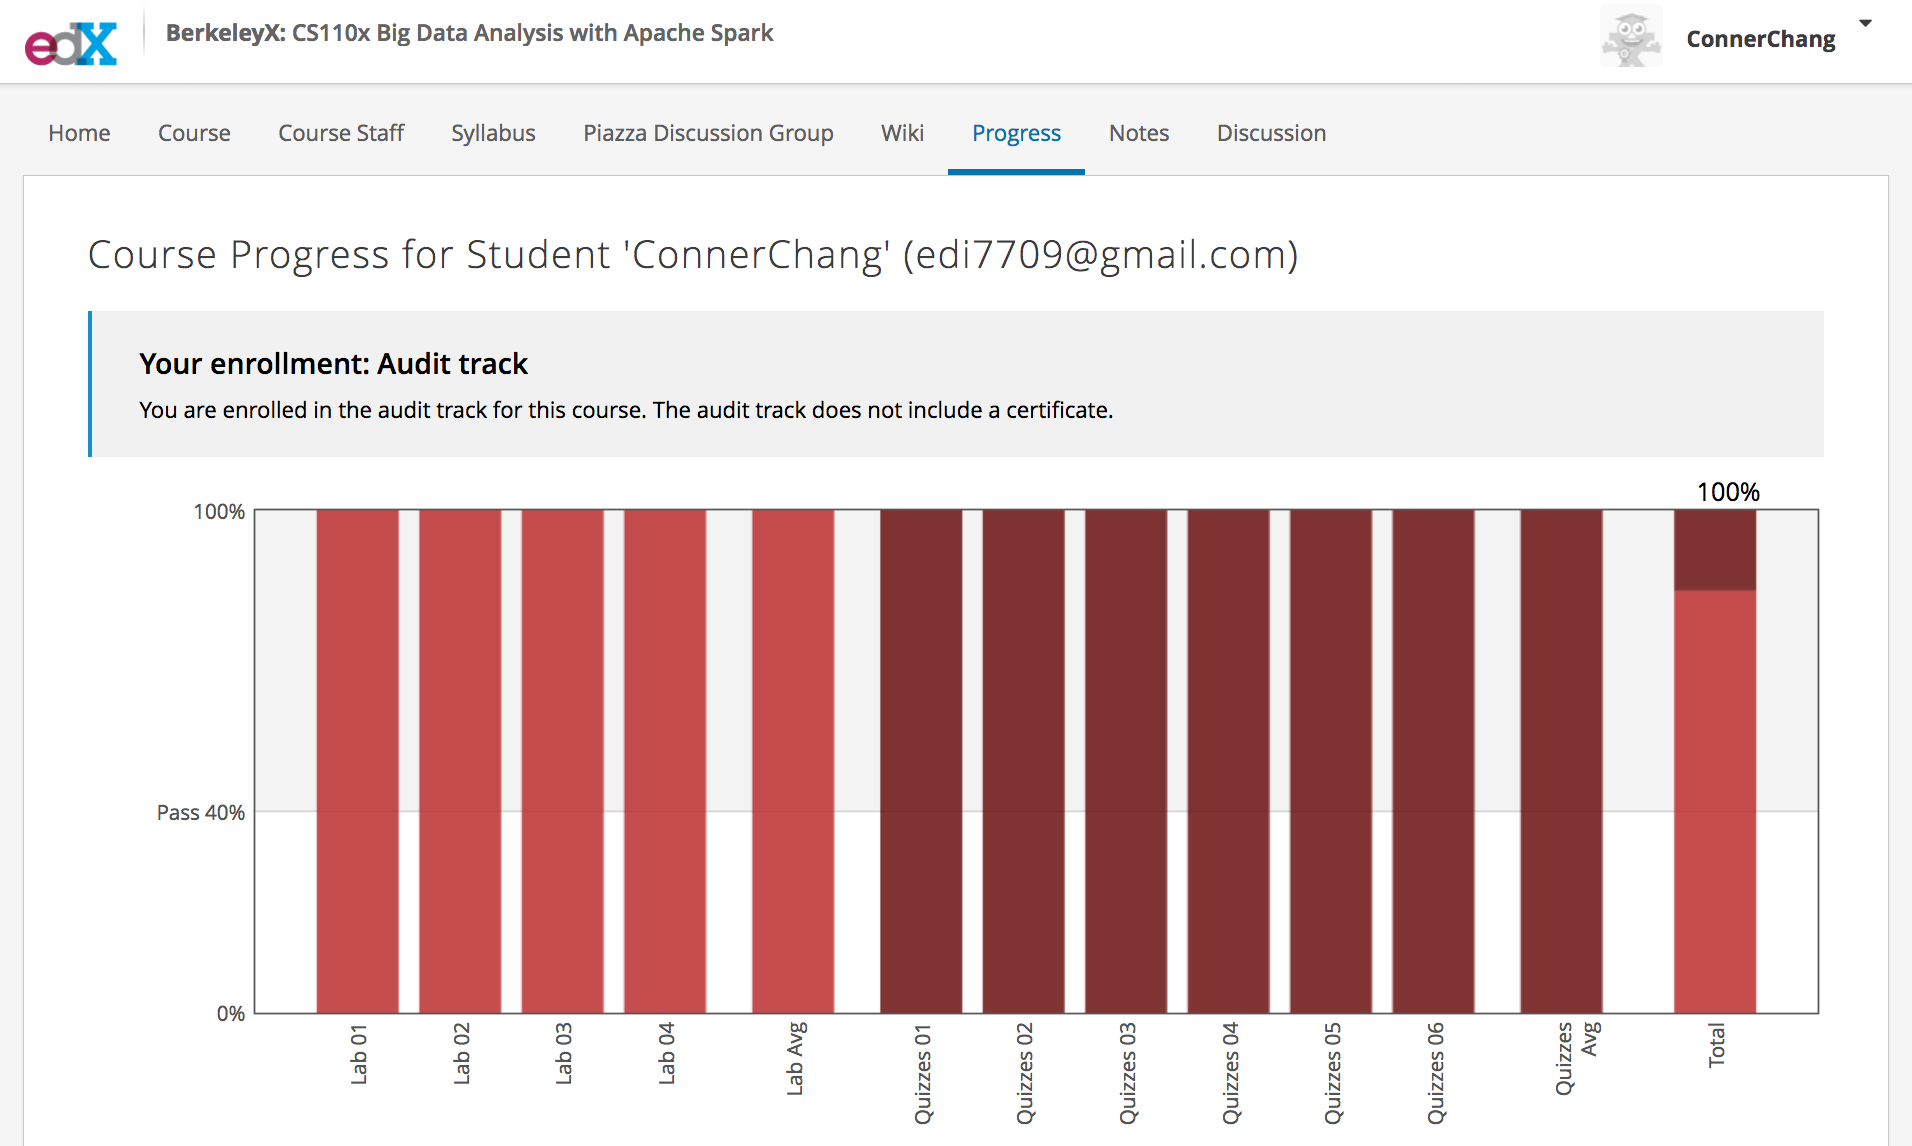 edX
BerkeleyX: CS110x Big Data Analysis with Apache Spark
ConnerChang
Home Course Course Staff Syllabus Piazza Discussion Group Wiki Progress Notes Discussion
Course Progress for Student 'ConnerChang' (edi7709@gmail.com)
Your enrollment: Audit track
You are enrolled in the audit track for this course. The audit track does not include a certificate.
100%
100%
Pass 40%
0%
Lab 01
Lab 02
Lab 03
Lab 04
Lab Avg
Quizzes 01
Quizzes 02
Quizzes 03
Quizzes 04
Quizzes 05
Quizzes 06
Quizzes
Avg
Total